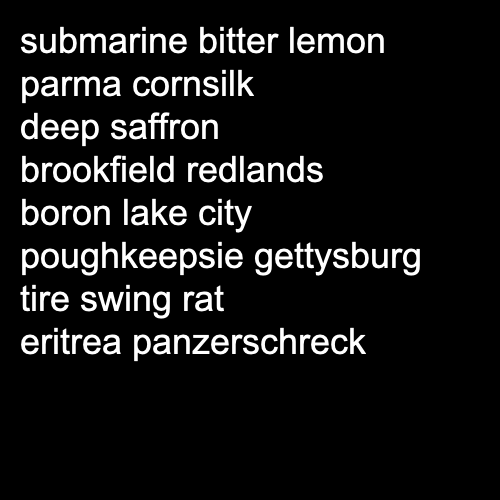 submarine bitter lemon
parma cornsilk
deep saffron
brookfield redlands
boron lake city
poughkeepsie gettysburg
tire swing rat
eritrea panzerschreck